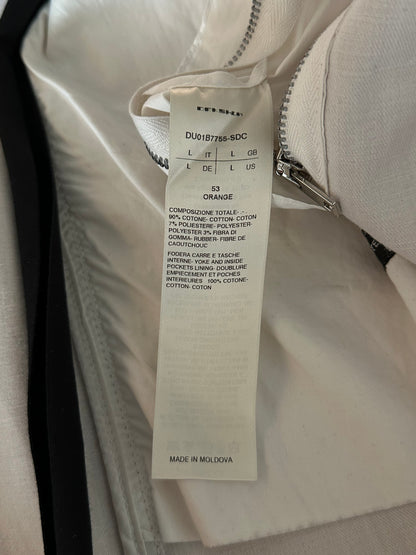 DRKSHDW
DU01B7755-SDC
L IT L GB
L DE L US
53
ORANGE
COMPOSIZIONE TOTALE-
90% COTONE- COTTON- COTON
7% POLIESTERE- POLYESTER-
POLYESTER 3% FIBRA DI
GOMMA- RUBBER- FIBRE DE
CAOUTCHOUC
FODERA CARRE E TASCHE
INTERNE- YOKE AND INSIDE
POCKETS LINING- DOUBLURE
EMPIECEMENT ET POCHES
INTERIEURES 100% COTONE-
COTTON- COTON
MADE IN MOLDOVA